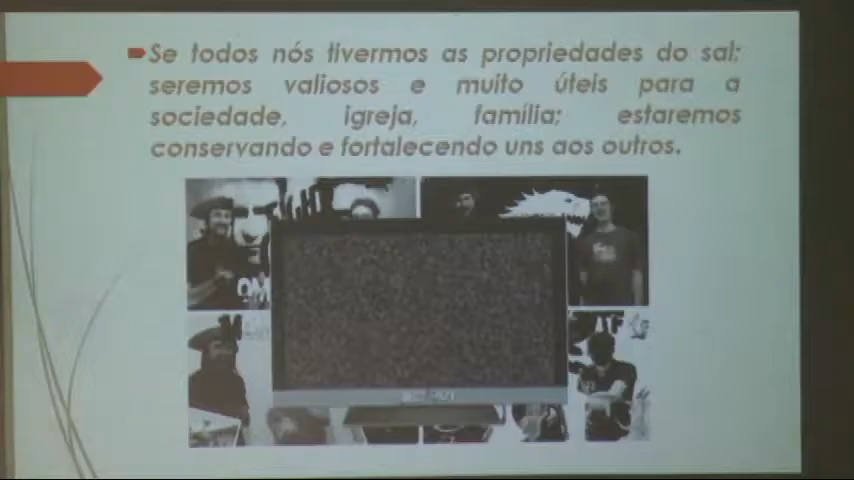 Se todos nós tivermos as propriedades do sal:
seremos valiosos e muito úteis para a
sociedade, igreja, família; estaremos
conservando e fortalecendo uns aos outros.